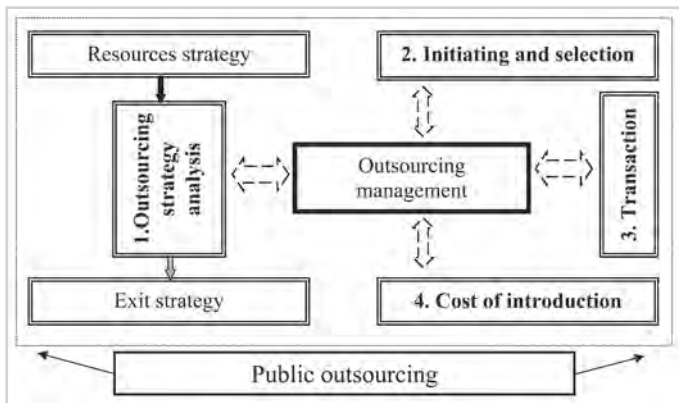 Resources strategy
2. Initiating and selection
1.Outsourcing
strategy
analysis
Outsourcing
management
3. Transaction
Exit strategy
4. Cost of introduction
Public outsourcing